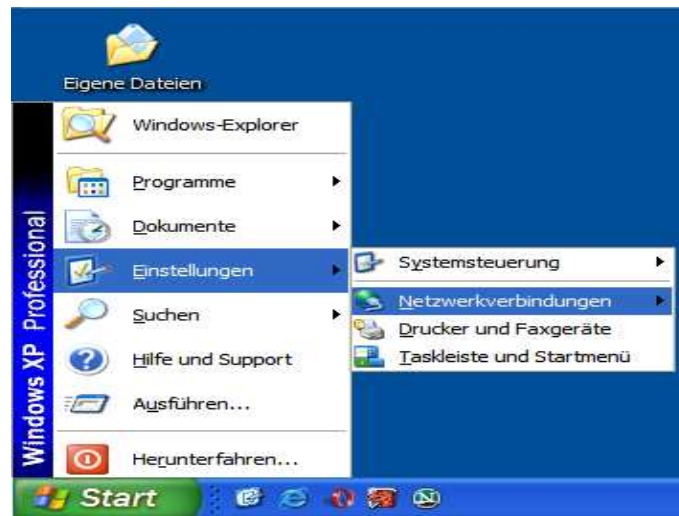 Eigene Dateien
Windows-Explorer
Programme
Dokumente
Einstellungen
Suchen
Hilfe und Support
Ausführen...
Herunterfahren...
Systemsteuerung
Netzwerkverbindungen
Drucker und Faxgeräte
Taskleiste und Startmenü
Windows XP Professional
Start